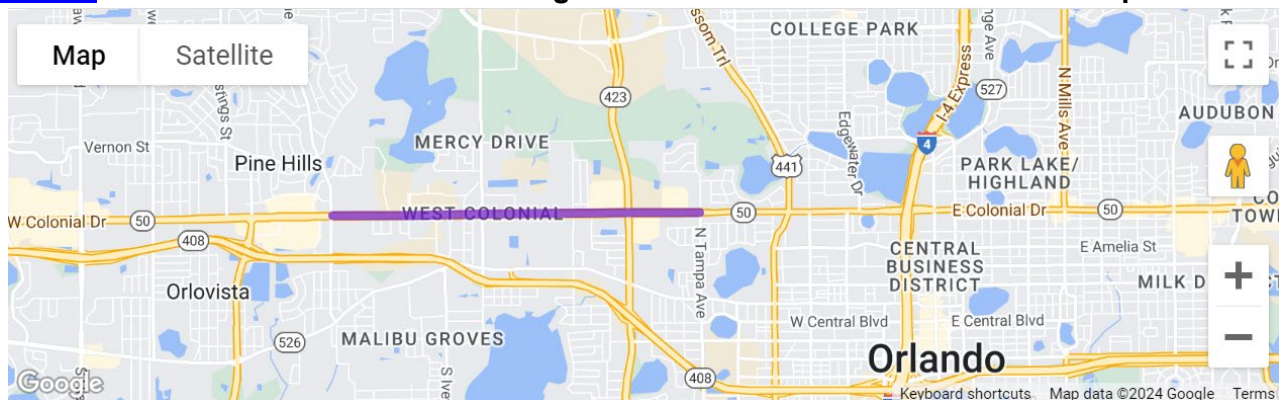 COLLEGE PARK
Map
Satellite
I-4 Express
527
423
N Mills Ave
AUDUBON
MERCY DRIVE
Edgewater Dr
Vernon St
4
Pine Hills
441
PARK LAKE/
HIGHLAND
W Colonial Dr
50
WEST COLONIAL
50
E Colonial Dr
50
408
N Tampa Ave
CENTRAL
BUSINESS
DISTRICT
E Amelia St
Orlovista
MILK D
W Central Blvd
E Central Blvd
526
MALIBU GROVES
Orlando
408
Google
Keyboard shortcuts
Map data ©2024 Google
Terms